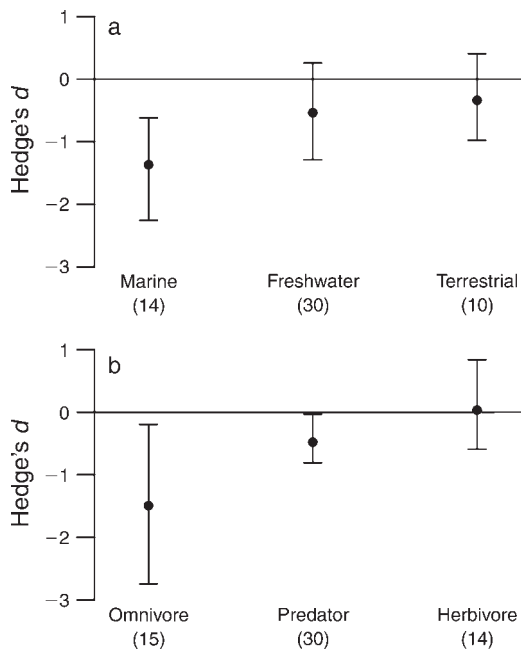 a
1
0
−1
−2
−3
Hedge's d
Marine Freshwater Terrestrial
(14) (30) (10)
b
1
0
−1
−2
−3
Hedge's d
Omnivore Predator Herbivore
(15) (30) (14)